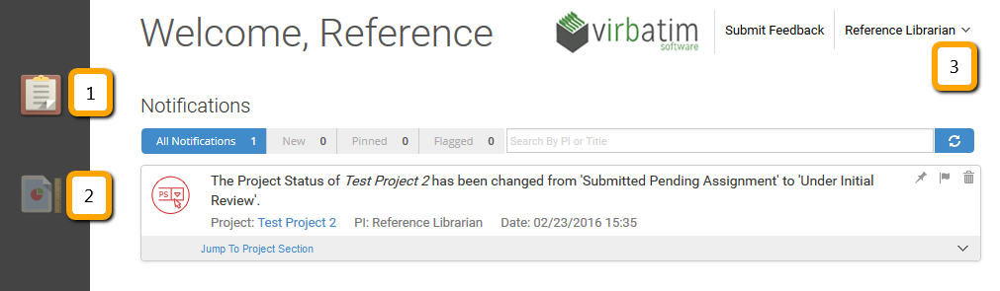 Welcome, Reference
virbatim
software
Submit Feedback
Reference Librarian
3
1
Notifications
All Notifications 1
New 0
Pinned 0
Flagged 0
Search By PI or Title
2
PS
The Project Status of Test Project 2 has been changed from 'Submitted Pending Assignment' to 'Under Initial
Review'.
Project: Test Project 2 PI: Reference Librarian Date: 02/23/2016 15:35
Jump To Project Section